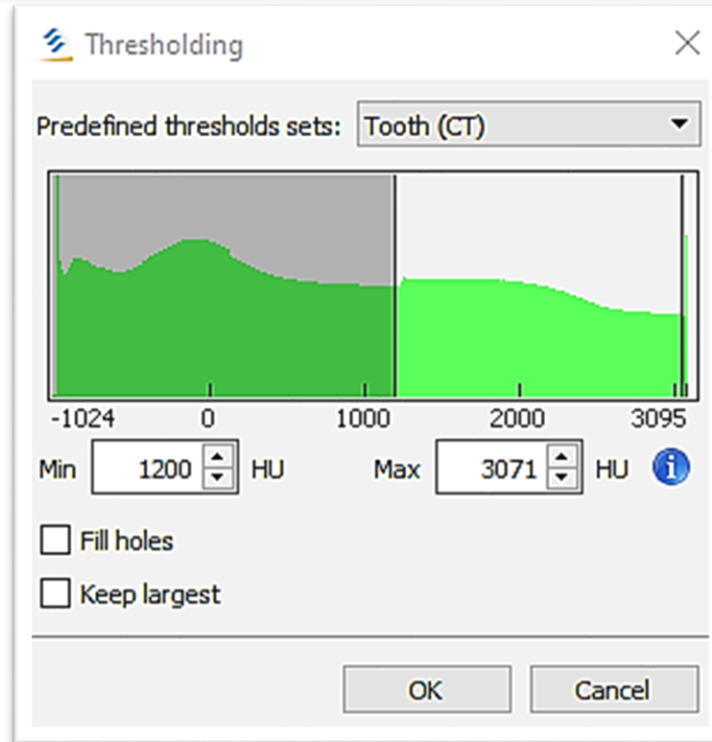 Thresholding
Predefined thresholds sets: Tooth (CT)
-1024 0 1000 2000 3095
Min 1200 HU Max 3071 HU
Fill holes
Keep largest
OK Cancel